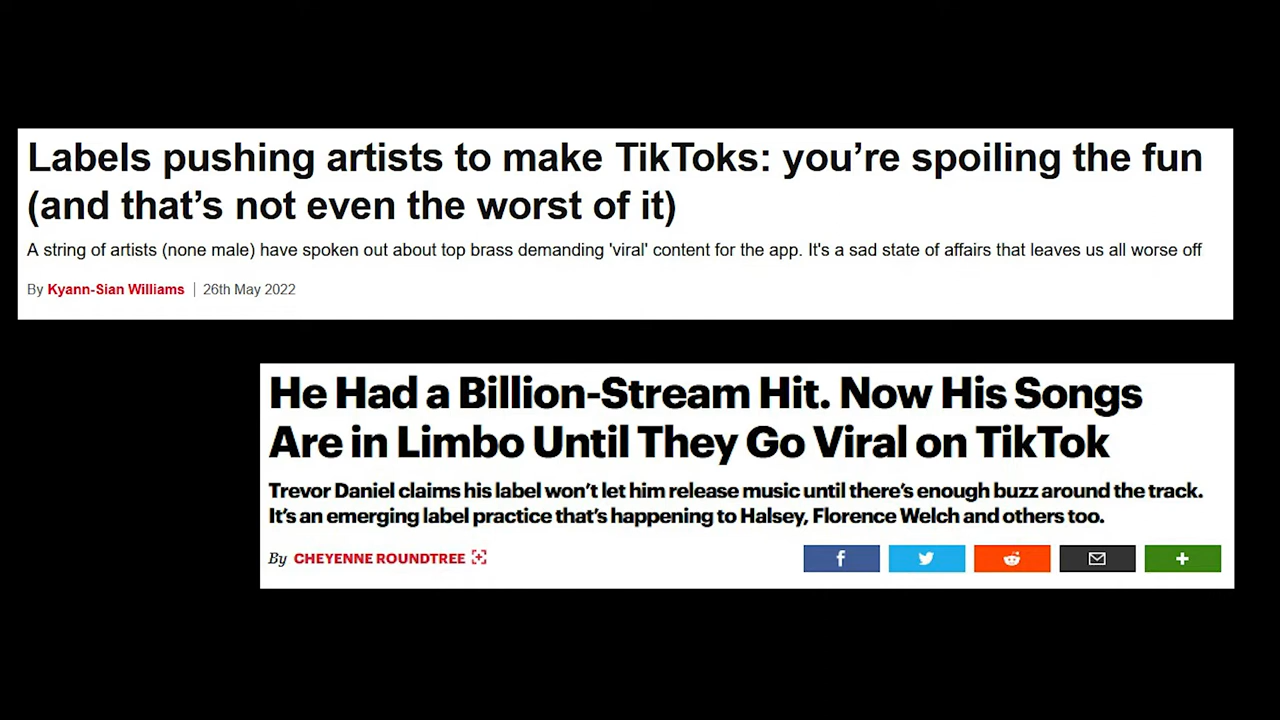 Labels pushing artists to make TikToks: you’re spoiling the fun
(and that’s not even the worst of it)
A string of artists (none male) have spoken out about top brass demanding 'viral' content for the app. It's a sad state of affairs that leaves us all worse off
By Kyann-Sian Williams | 26th May 2022
He Had a Billion-Stream Hit. Now His Songs
Are in Limbo Until They Go Viral on TikTok
Trevor Daniel claims his label won’t let him release music until there’s enough buzz around the track.
It’s an emerging label practice that’s happening to Halsey, Florence Welch and others too.
By CHEYENNE ROUNDTREE